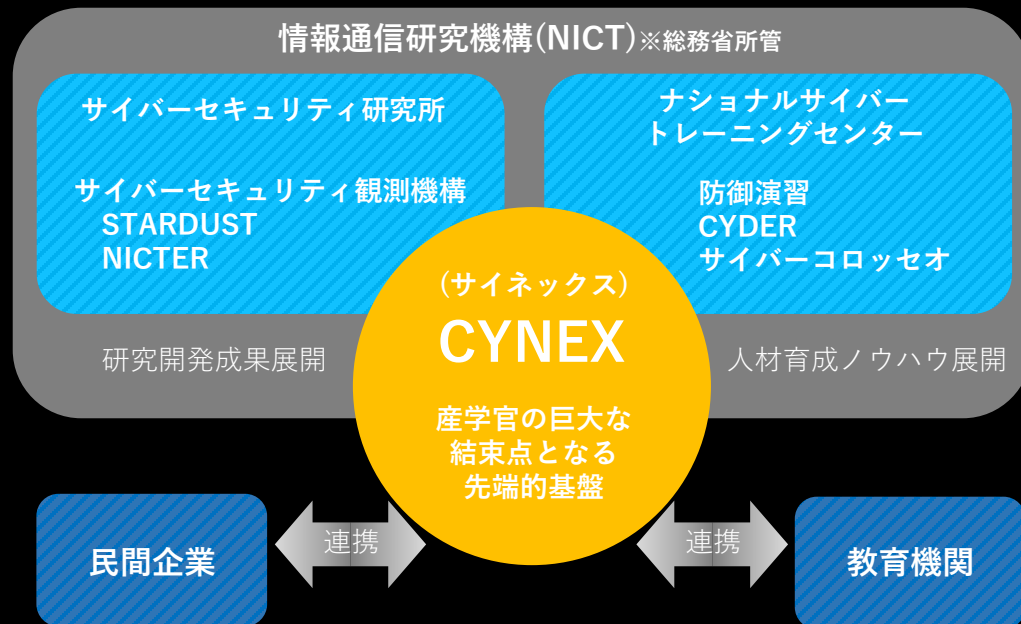 情報通信研究機構(NICT)※総務省所管
サイバーセキュリティ研究所
サイバーセキュリティ観測機構
STARDUST
NICTER
ナショナルサイバー
トレーニングセンター
防御演習
CYDER
サイバーコロッセオ
(サイネックス)
CYNEX
産学官の巨大な
結束点となる
先端的基盤
研究開発成果展開
人材育成ノウハウ展開
民間企業
連携
連携
教育機関